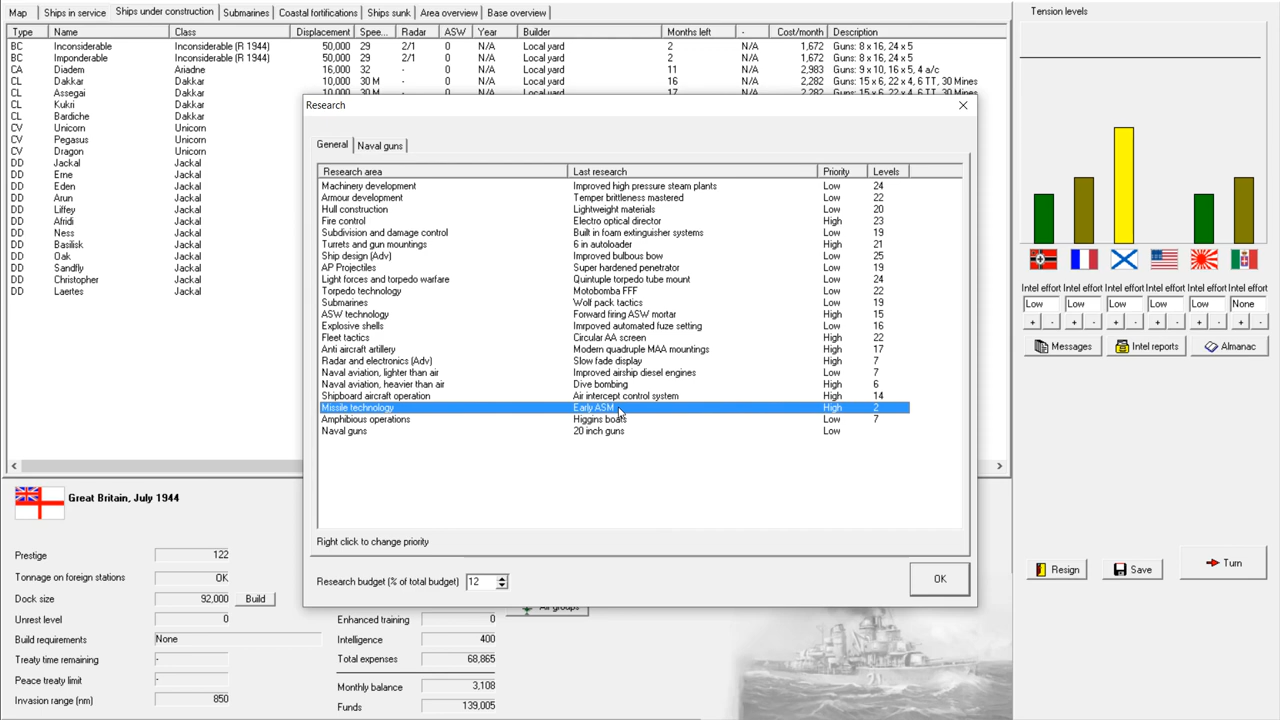 Map Ships in service Ships under construction Submarines Coastal fortifications Ships sunk Area overview Base overview
Type Name Class Displacement Spee... Radar ASW Year Builder Months left - Cost/month Description
BC Inconsiderable Inconsiderable (R 1944) 50,000 29 2/1 0 N/A Local yard 2 N/A 1,672 Guns: 8 x 16, 24 x 5
BC Imponderable Inconsiderable (R 1944) 50,000 29 2/1 0 N/A Local yard 2 N/A 1,672 Guns: 8 x 16, 24 x 5
CA Diadem Ariadne 16,000 32 - 0 N/A Local yard 11 N/A 2,983 Guns: 9 x 10, 16 x 5, 4 a/c
CL Dakkar Dakkar 10,000 30 M - 0 N/A Local yard 16 N/A 2,282 Guns: 15 x 6, 22 x 4, 6 TT, 30 Mines
CL Assegai Dakkar 10,000 30 M - 0 N/A Local yard 17 N/A 2,282 Guns: 15 x 6, 22 x 4, 6 TT, 30 Mines
CL Kukri Dakkar
CL Bardiche Dakkar
CV Unicorn Unicorn
CV Pegasus Unicorn
CV Dragon Unicorn
DD Jackal Jackal
DD Erne Jackal
DD Eden Jackal
DD Arun Jackal
DD Liffey Jackal
DD Afridi Jackal
DD Ness Jackal
DD Basilisk Jackal
DD Oak Jackal
DD Sandfly Jackal
DD Christopher Jackal
DD Laertes Jackal
Research
General Naval guns
Research area Last research Priority Levels
Machinery development Improved high pressure steam plants Low 24
Armour development Temper brittleness mastered Low 22
Hull construction Lightweight materials Low 20
Fire control Electro optical director High 23
Subdivision and damage control Built in foam extinguisher systems Low 19
Turrets and gun mountings 6 in autoloader High 21
Ship design (Adv) Improved bulbous bow Low 25
AP Projectiles Super hardened penetrator Low 19
Light forces and torpedo warfare Quintuple torpedo tube mount Low 24
Torpedo technology Motobomba FFF Low 22
Submarines Wolf pack tactics Low 19
ASW technology Forward firing ASW mortar High 15
Explosive shells Impoved automated fuze setting Low 16
Fleet tactics Circular AA screen High 22
Anti aircraft artillery Modern quadruple MAA mountings High 17
Radar and electronics (Adv) Slow fade display High 7
Naval aviation, lighter than air Improved airship diesel engines Low 7
Naval aviation, heavier than air Dive bombing High 6
Shipboard aircraft operation Air intercept control system High 14
Missile technology Early ASM High 2
Amphibious operations Higgins boats Low 7
Naval guns 20 inch guns Low
Right click to change priority
Research budget (% of total budget) 12
OK
Tension levels
Intel effort Intel effort Intel effort Intel effort Intel effort Intel effort
Low Low Low Low Low None
+ - + - + - + - + - + -
Messages Intel reports Almanac
Resign Save Turn
Great Britain, July 1944
Prestige 122
Tonnage on foreign stations OK
Dock size 92,000 Build
Unrest level 0
Build requirements None
Treaty time remaining -
Peace treaty limit -
Invasion range (nm) 850
Air groups
Enhanced training 0
Intelligence 400
Total expenses 68,865
Monthly balance 3,108
Funds 139,005